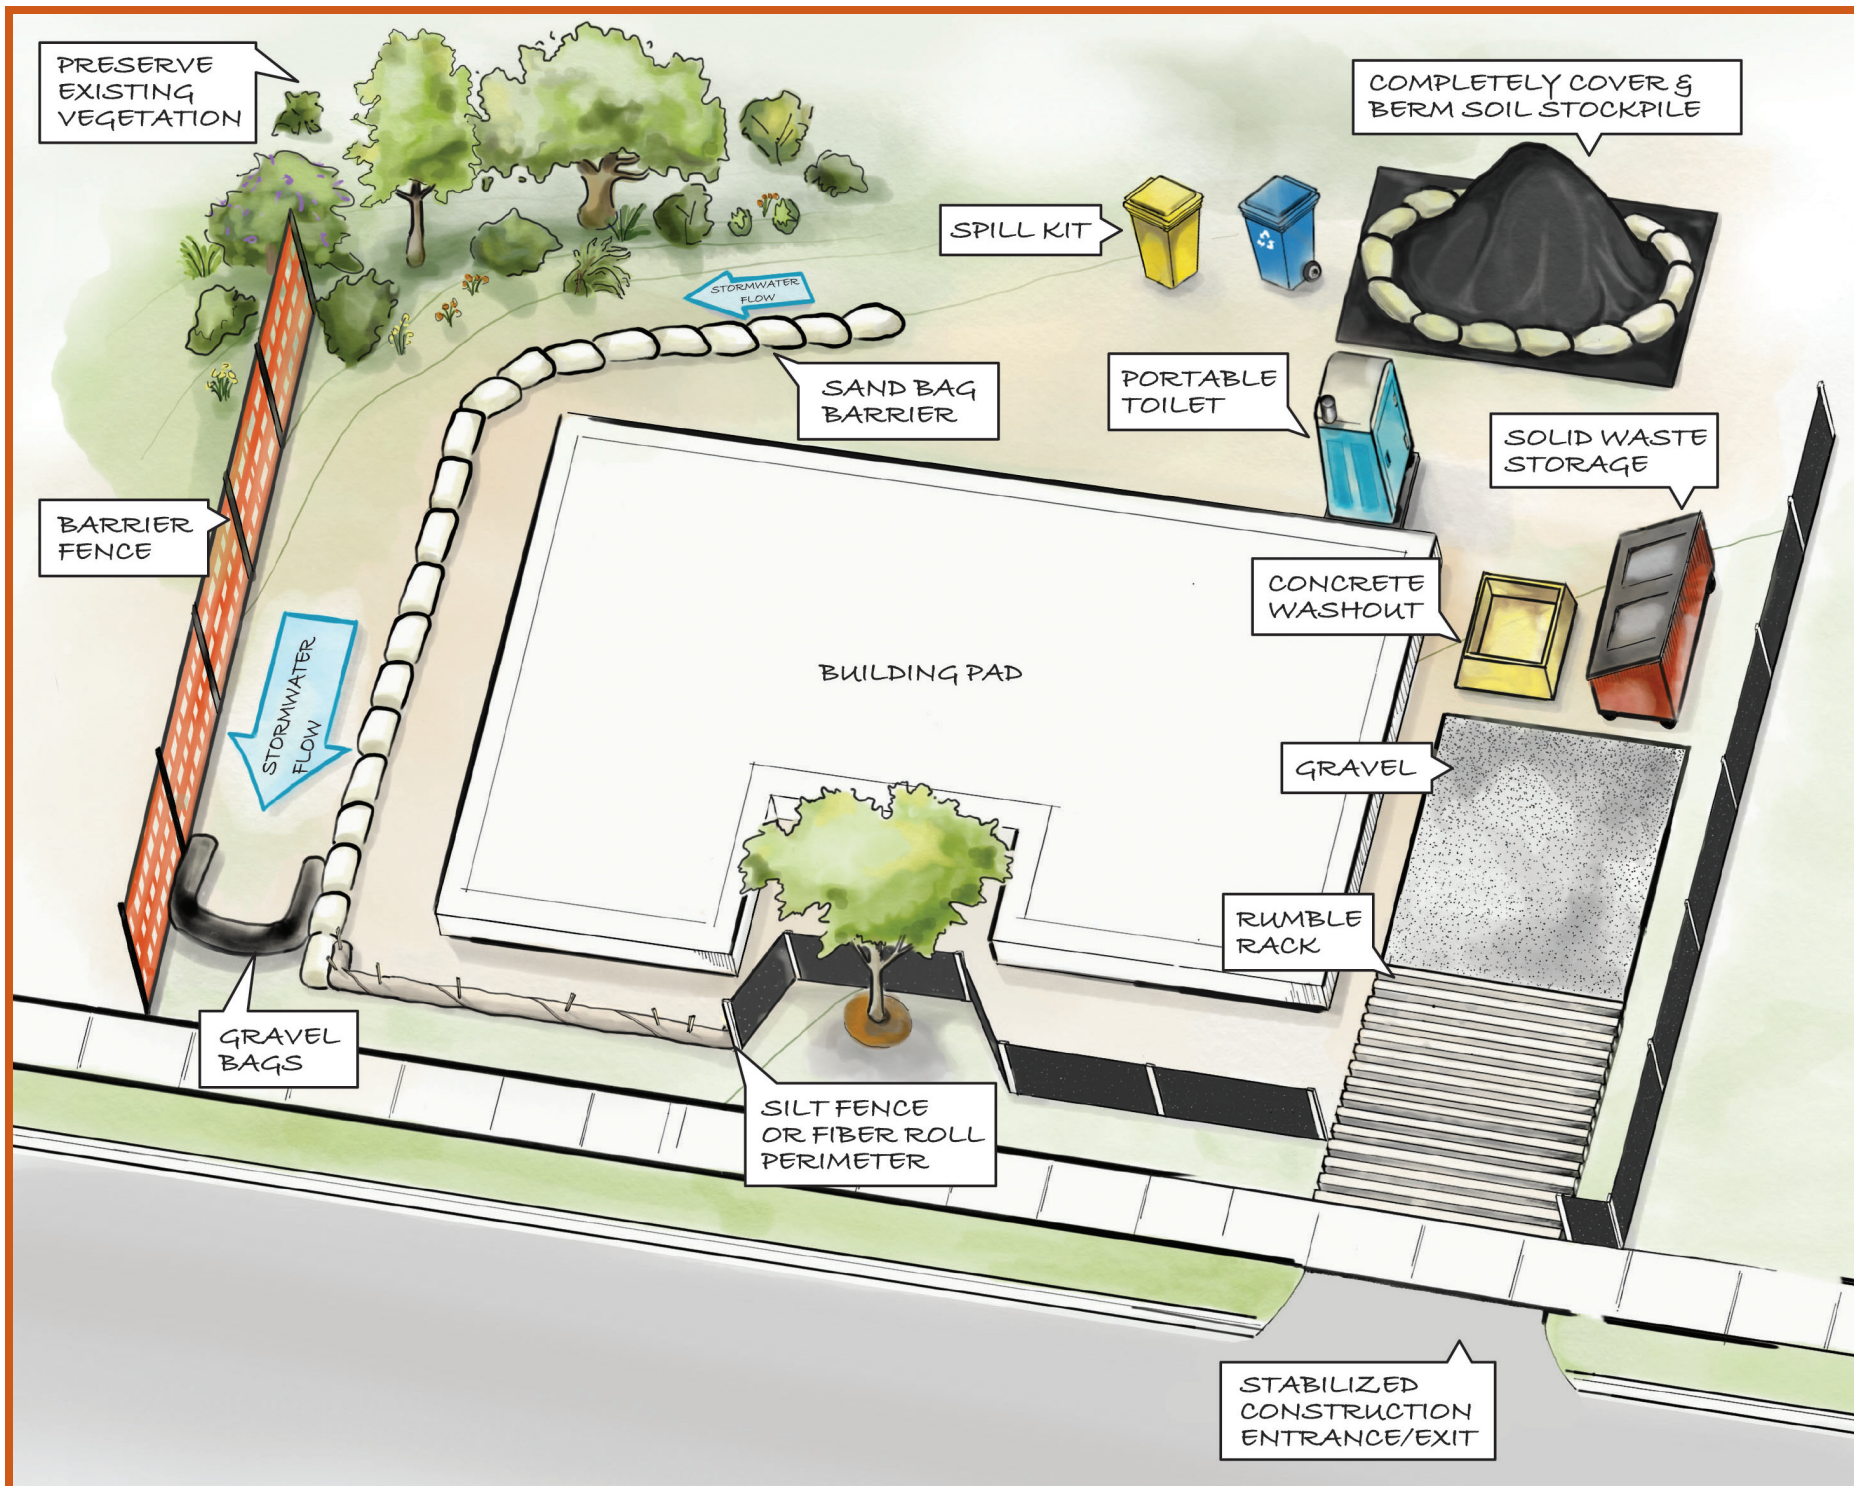 PRESERVE
EXISTING
VEGETATION
COMPLETELY COVER &
BERM SOIL STOCKPILE
SPILL KIT
STORMWATER
FLOW
SAND BAG
BARRIER
PORTABLE
TOILET
SOLID WASTE
STORAGE
BARRIER
FENCE
CONCRETE
WASHOUT
BUILDING PAD
STORMWATER
FLOW
GRAVEL
RUMBLE
RACK
GRAVEL
BAGS
SILT FENCE
OR FIBER ROLL
PERIMETER
STABILIZED
CONSTRUCTION
ENTRANCE/EXIT